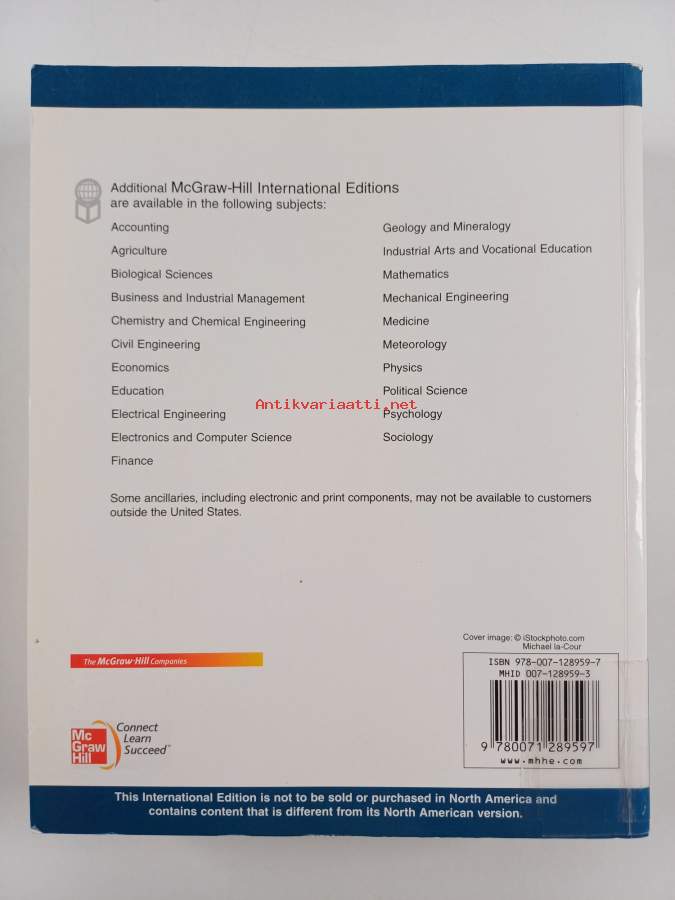 Additional McGraw-Hill International Editions
are available in the following subjects:
Accounting
Agriculture
Biological Sciences
Business and Industrial Management
Chemistry and Chemical Engineering
Civil Engineering
Economics
Education
Electrical Engineering
Electronics and Computer Science
Finance
Geology and Mineralogy
Industrial Arts and Vocational Education
Mathematics
Mechanical Engineering
Medicine
Meteorology
Physics
Political Science
Psychology
Sociology
Antikvariaatti.net
Some ancillaries, including electronic and print components, may not be available to customers
outside the United States.
Cover image: © iStockphoto.com
Michael la-Cour
The McGraw-Hill Companies
ISBN 978-007-128959-7
MHID 007-128959-3
9 780071 289597
www.mhhe.com
Mc
Graw
Hill
Connect
Learn
Succeed™
This International Edition is not to be sold or purchased in North America and
contains content that is different from its North American version.